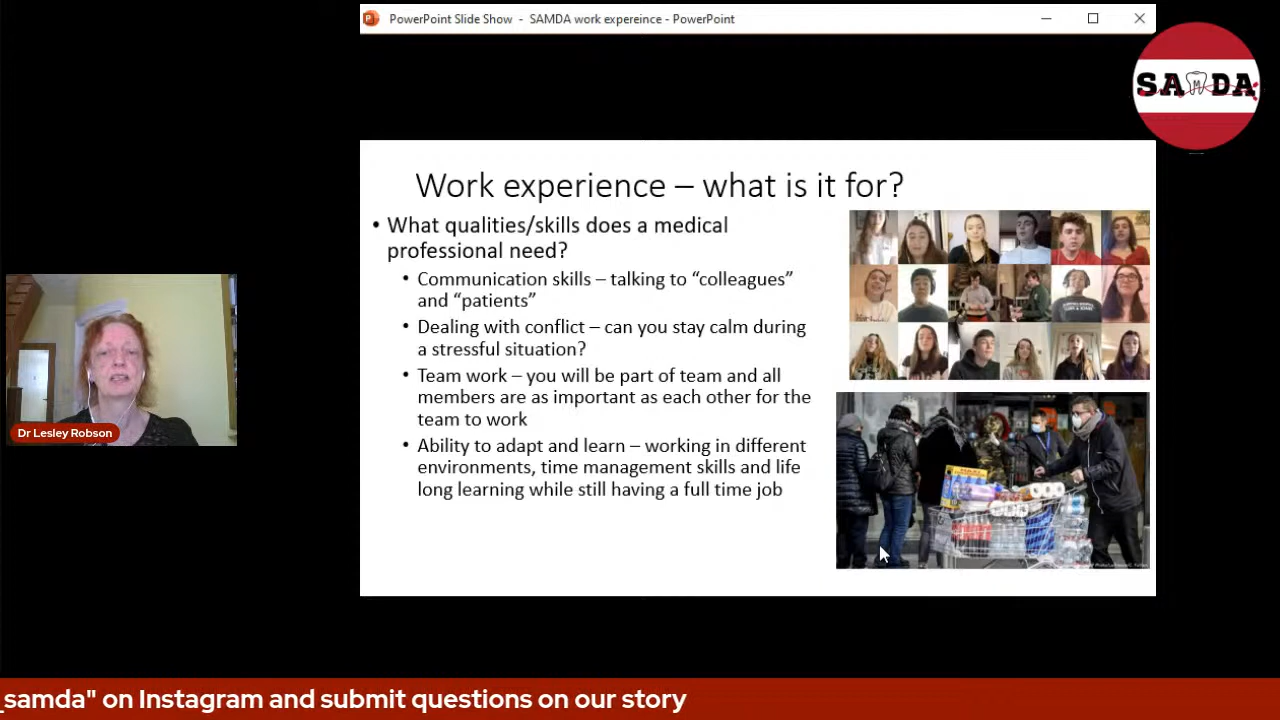 PowerPoint Slide Show - SAMDA work expereince - PowerPoint
SAMDA
Work experience – what is it for?
• What qualities/skills does a medical
professional need?
• Communication skills – talking to “colleagues”
and “patients”
• Dealing with conflict – can you stay calm during
a stressful situation?
• Team work – you will be part of team and all
members are as important as each other for the
team to work
• Ability to adapt and learn – working in different
environments, time management skills and life
long learning while still having a full time job
Dr Lesley Robson
_samda" on Instagram and submit questions on our story